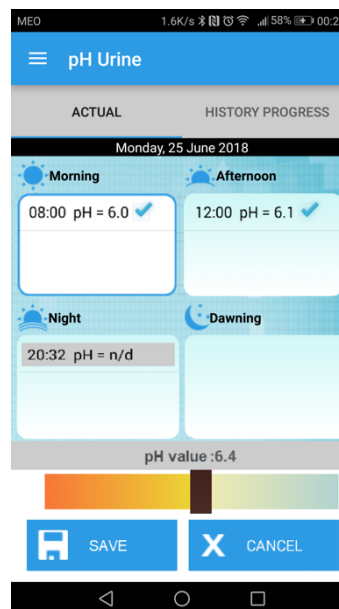 MEO 1.6K/s 58% 00:2
pH Urine
ACTUAL HISTORY PROGRESS
Monday, 25 June 2018
Morning Afternoon
08:00 pH = 6.0 12:00 pH = 6.1
Night Dawning
20:32 pH = n/d
pH value :6.4
SAVE X CANCEL